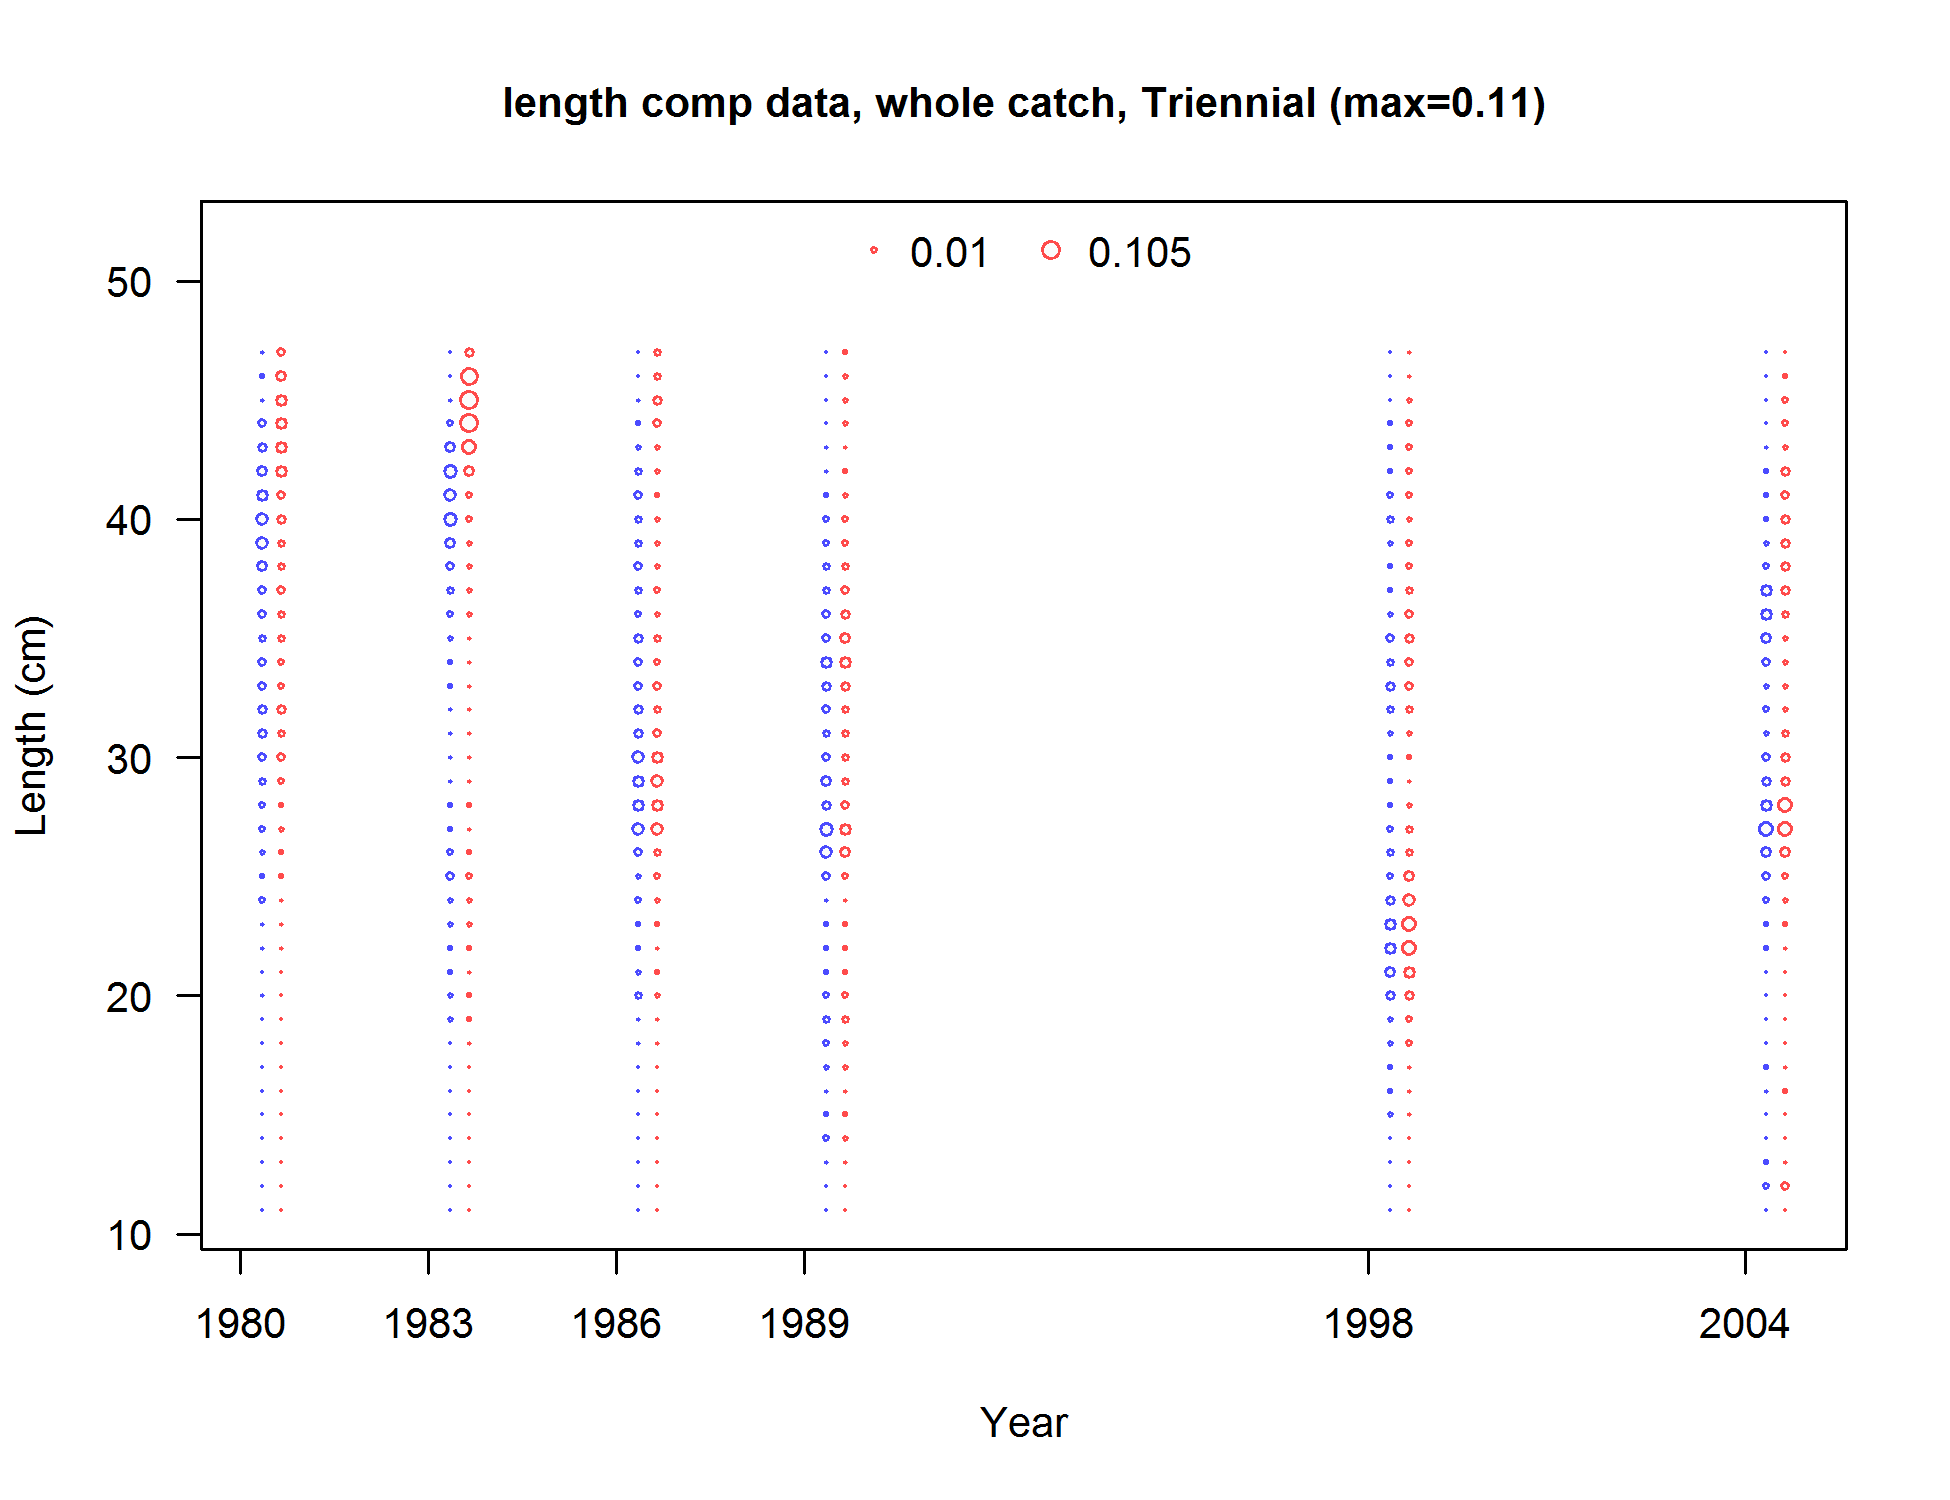 length comp data, whole catch, Triennial (max=0.11)
0.01 0.105
50
40
30
20
10
Length (cm)
1980 1983 1986 1989 1998 2004
Year